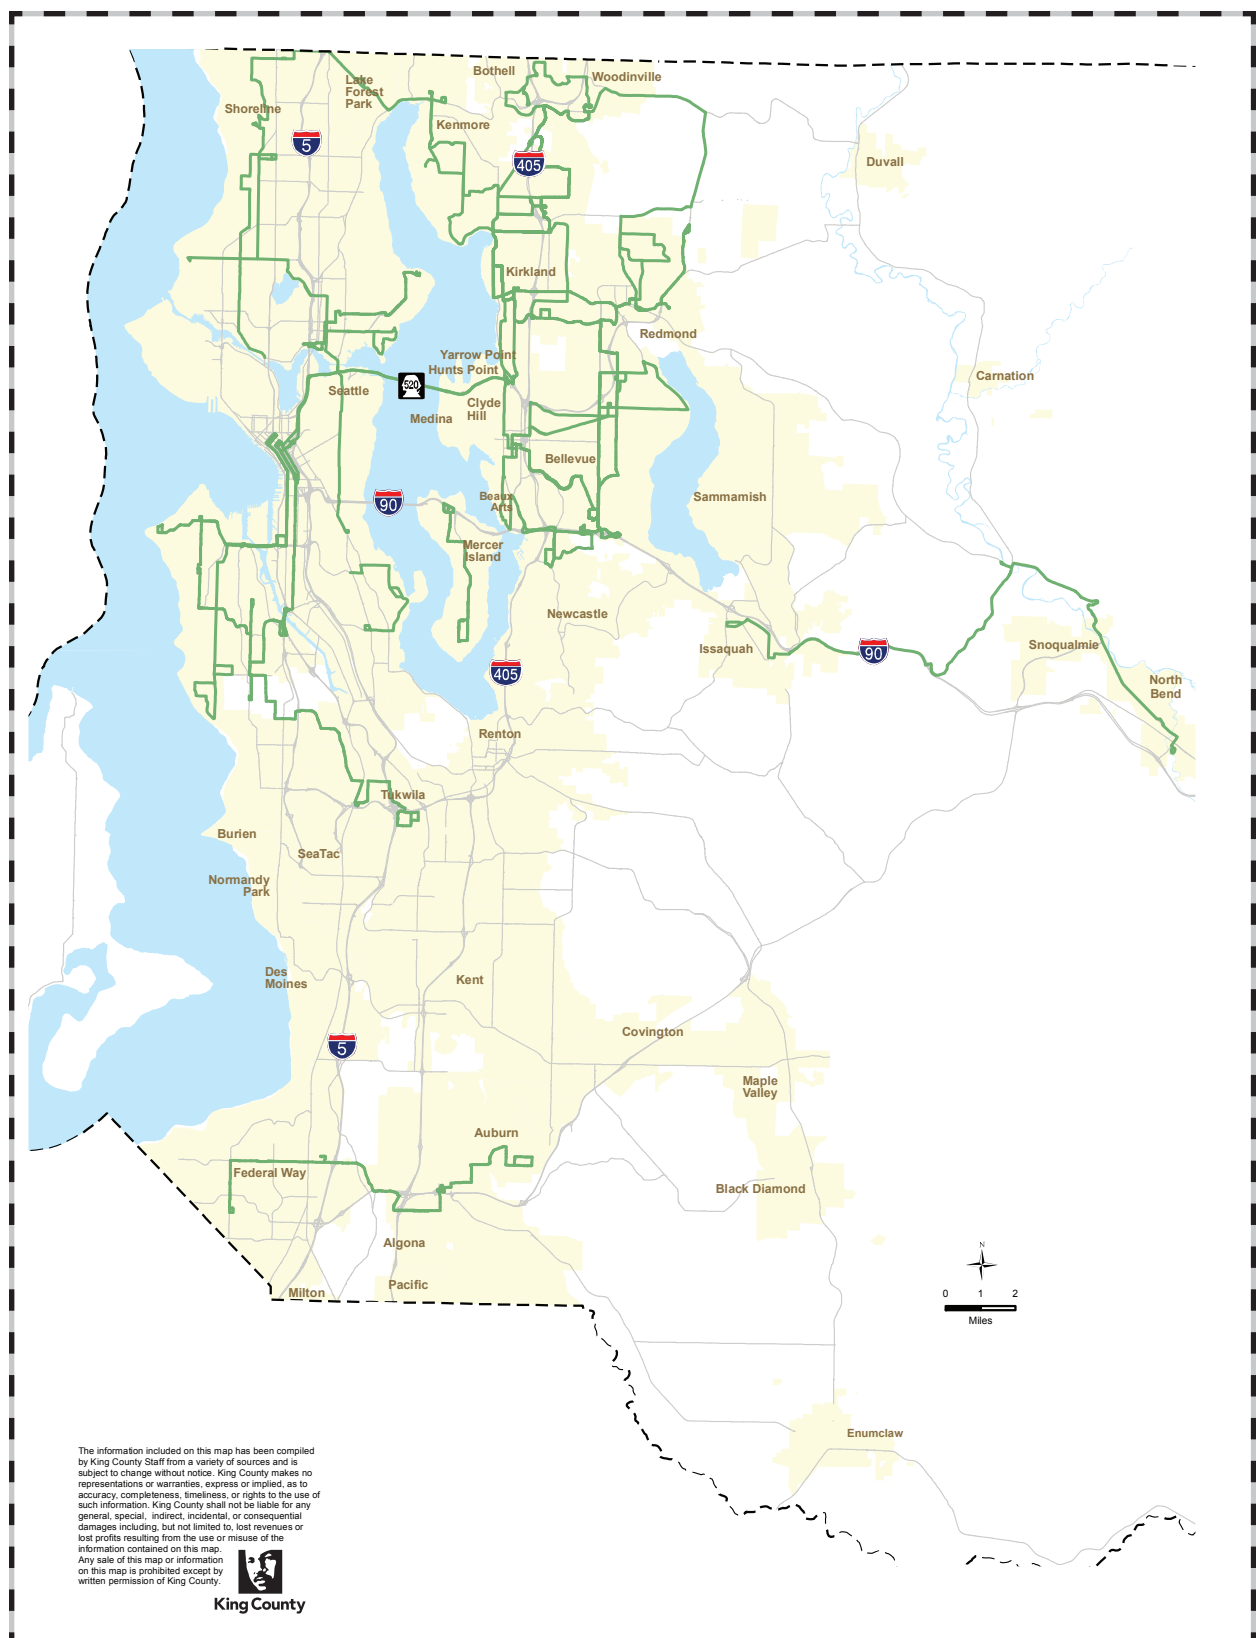 Bothell
Woodinville
Lake
Forest
Park
Shoreline
Kenmore
5
405
Duvall
Kirkland
Redmond
Yarrow Point
Hunts Point
Carnation
520
Seattle
Clyde
Hill
Medina
Bellevue
90
Beaux
Arts
Sammamish
Mercer
Island
Newcastle
Issaquah
90
Snoqualmie
405
North
Bend
Renton
Tukwila
Burien
SeaTac
Normandy
Park
Des
Moines
Kent
Covington
5
Maple
Valley
Auburn
Federal Way
Black Diamond
Algona
N
Pacific
Milton
0 1 2
Miles
Enumclaw
The information included on this map has been compiled
by King County Staff from a variety of sources and is
subject to change without notice. King County makes no
representations or warranties, express or implied, as to
accuracy, completeness, timeliness, or rights to the use of
such information. King County shall not be liable for any
general, special, indirect, incidental, or consequential
damages including, but not limited to, lost revenues or
lost profits resulting from the use or misuse of the
information contained on this map.
Any sale of this map or information
on this map is prohibited except by
written permission of King County.
King County